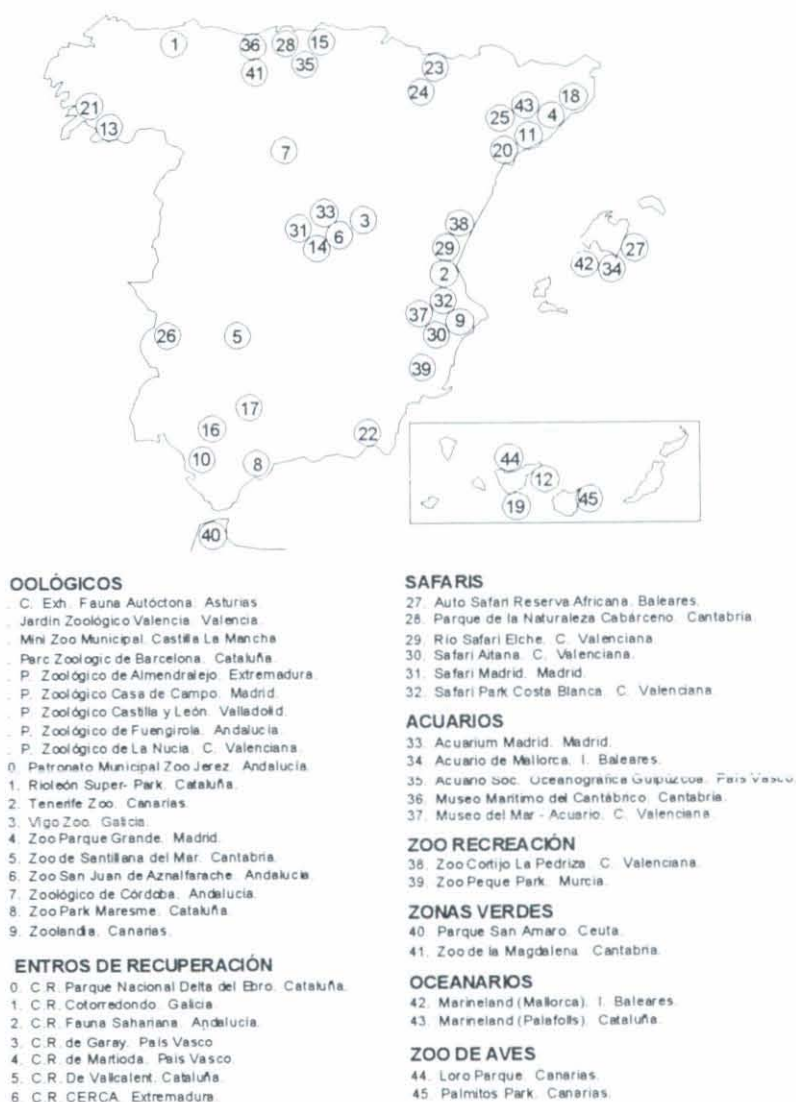 1
36
28
15
35
41
23
24
21
13
25
43
18
4
11
20
7
33
3
31
6
14
38
29
2
27
42
34
32
37
9
30
26
5
39
17
16
22
10
8
44
12
19
45
40
OOLÓGICOS
. C. Exh. Fauna Autóctona. Asturias
. Jardin Zoológico Valencia. Valencia.
. Mini Zoo Municipal. Castilla La Mancha
. Parc Zoologic de Barcelona. Cataluña.
. P. Zoológico de Almendralejo. Extremadura.
. P. Zoológico Casa de Campo. Madrid.
. P. Zoológico Castilla y León. Valladolid.
. P. Zoológico de Fuengirola. Andalucia.
. P. Zoológico de La Nucia. C. Valenciana
0. Patronato Municipal Zoo Jerez. Andalucía.
1. Rioleón Super- Park. Cataluña.
2. Tenerife Zoo. Canarias.
3. Vigo Zoo. Galicia.
4. Zoo Parque Grande. Madrid.
5. Zoo de Santillana del Mar. Cantabria.
6. Zoo San Juan de Aznalfarache. Andalucia.
7. Zoológico de Córdoba. Andalucía.
8. Zoo Park Maresme. Cataluña
9. Zoolandia. Canarias.
ENTROS DE RECUPERACIÓN
0. C.R. Parque Nacional Delta del Ebro. Cataluña.
1. C.R. Cotorredondo. Galicia
2. C.R. Fauna Sahariana. Andalucía.
3. C.R. de Garay. País Vasco
4. C.R. de Martioda. País Vasco.
5. C.R. De Vallcalent. Cataluña.
6. C.R. CERCA. Extremadura.
SAFARIS
27. Auto Safari Reserva Africana. Baleares.
28. Parque de la Naturaleza Cabárceno. Cantabria.
29. Río Safari Elche. C. Valenciana.
30. Safari Aitana. C. Valenciana.
31. Safari Madrid. Madrid.
32. Safari Park Costa Blanca. C. Valenciana.
ACUARIOS
33. Acuarium Madrid. Madrid.
34. Acuario de Mallorca. I. Baleares.
35. Acuario Soc. Oceanográfica Guipúzcoa. País Vasco.
36. Museo Marítimo del Cantábrico. Cantabria.
37. Museo del Mar - Acuario. C. Valenciana.
ZOO RECREACIÓN
38. Zoo Cortijo La Pedriza. C. Valenciana.
39. Zoo Peque Park. Murcia.
ZONAS VERDES
40. Parque San Amaro. Ceuta.
41. Zoo de la Magdalena. Cantabria.
OCEANARIOS
42. Marineland (Mallorca). I. Baleares.
43. Marineland (Palafolls). Cataluña.
ZOO DE AVES
44. Loro Parque. Canarias.
45. Palmitos Park. Canarias.